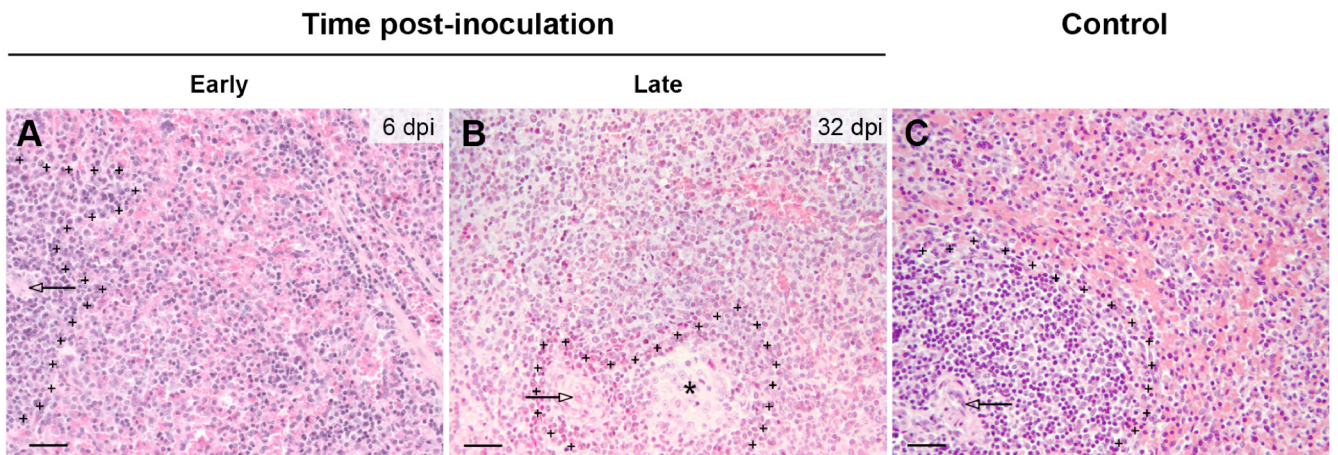 Time post-inoculation
Control
Early
Late
A
6 dpi
B
32 dpi
C
*